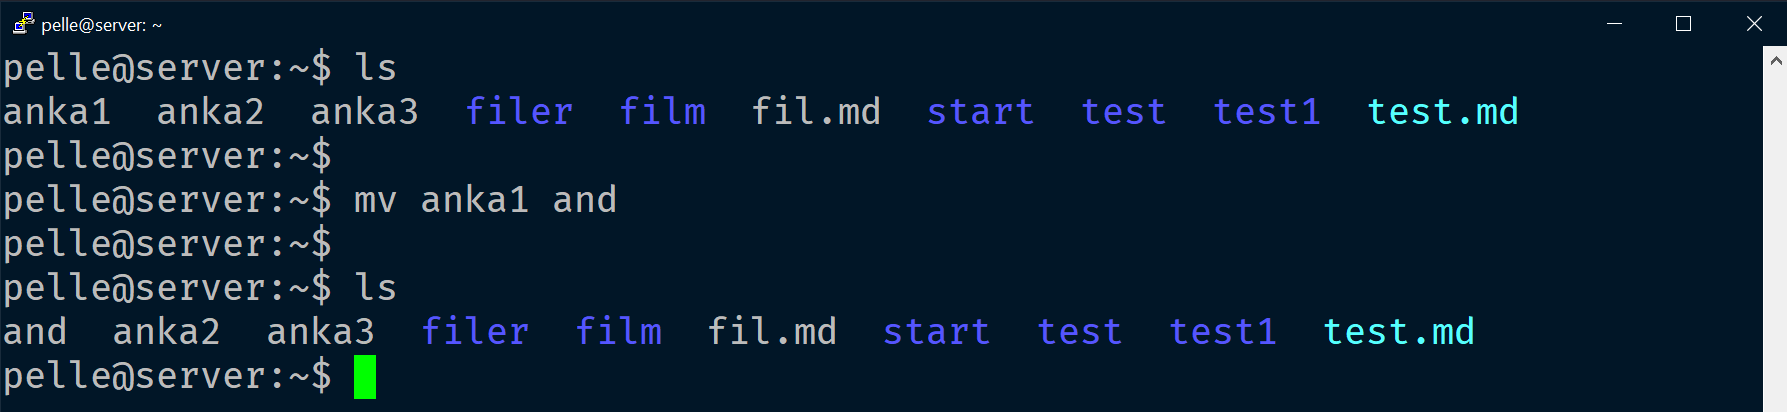 pelle@server: ~
pelle@server:~$ ls
anka1  anka2  anka3  filer  film  fil.md  start  test  test1  test.md
pelle@server:~$
pelle@server:~$ mv anka1 and
pelle@server:~$
pelle@server:~$ ls
and  anka2  anka3  filer  film  fil.md  start  test  test1  test.md
pelle@server:~$